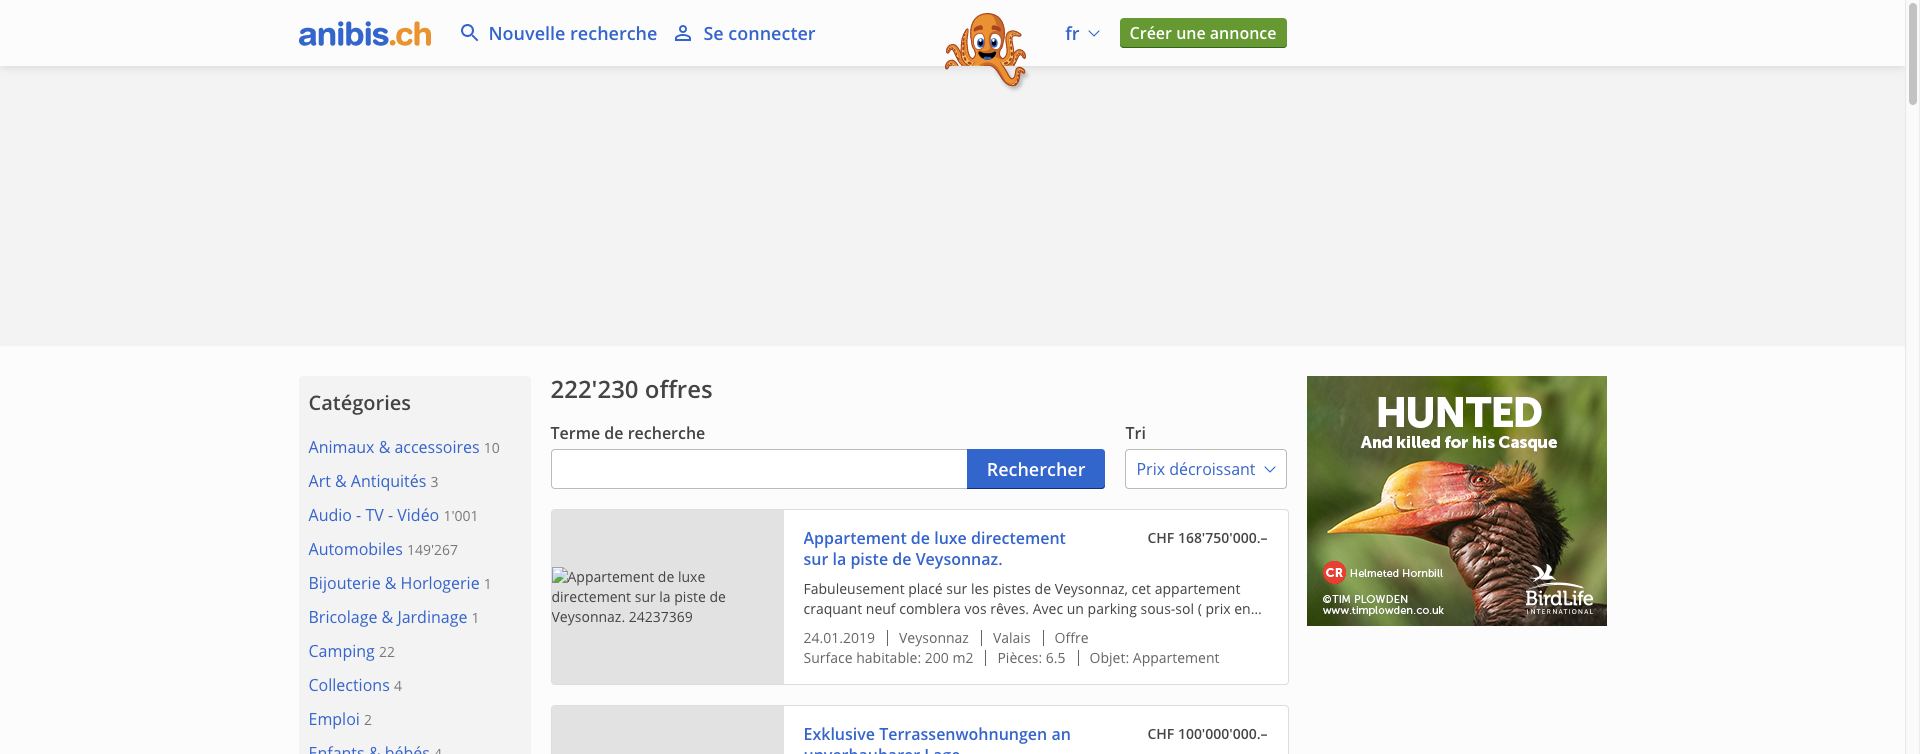 anibis.ch
Nouvelle recherche
Se connecter
fr
Créer une annonce
Catégories
Animaux & accessoires 10
Art & Antiquités 3
Audio - TV - Vidéo 1'001
Automobiles 149'267
Bijouterie & Horlogerie 1
Bricolage & Jardinage 1
Camping 22
Collections 4
Emploi 2
Enfants & bébés 4
222'230 offres
Terme de recherche
Rechercher
Tri
Prix décroissant
Appartement de luxe
directement sur la piste de
Veysonnaz. 24237369
Appartement de luxe directement
sur la piste de Veysonnaz.
CHF 168'750'000.–
Fabuleusement placé sur les pistes de Veysonnaz, cet appartement
craquant neuf comblera vos rêves. Avec un parking sous-sol ( prix en...
24.01.2019 | Veysonnaz | Valais | Offre
Surface habitable: 200 m2 | Pièces: 6.5 | Objet: Appartement
Exklusive Terrassenwohnungen an
unverbaubarer Lage
CHF 100'000'000.–
HUNTED
And killed for his Casque
CR Helmeted Hornbill
©TIM PLOWDEN
www.timplowden.co.uk
BirdLife
INTERNATIONAL